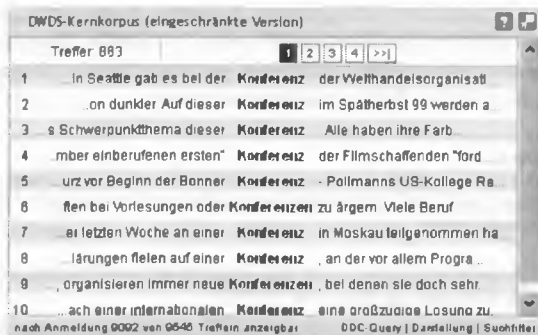 DWDS-Kernkorpus (eingeschränkte Version)
Treffer 883 1 2 3 4 >>|
1 ...in Seattle gab es bei der Konferenz der Welthandelsorganisati
2 ...on dunkler Auf dieser Konferenz im Spätherbst 99 werden a...
3 ...s Schwerpunktthema dieser Konferenz . Alle haben ihre Farb...
4 ...mber einberufenen ersten" Konferenz der Filmschaffenden "ford...
5 ...urz vor Beginn der Bonner Konferenz - Pollmanns US-Kollege Re...
6 ften bei Vorlesungen oder Konferenzen zu ärgern. Viele Beruf
7 ...er letzten Woche an einer Konferenz in Moskau teilgenommen ha
8 ...lärungen fielen auf einer Konferenz , an der vor allem Progra...
9 , organisieren immer neue Konferenzen , bei denen sie doch sehr.
10 ...ach einer internationalen Konferenz eine großzügige Losung zu.
nach Anmeldung 9092 von 9646 Treffern anzeigbar DDC-Query | Darstellung | Suchfilter